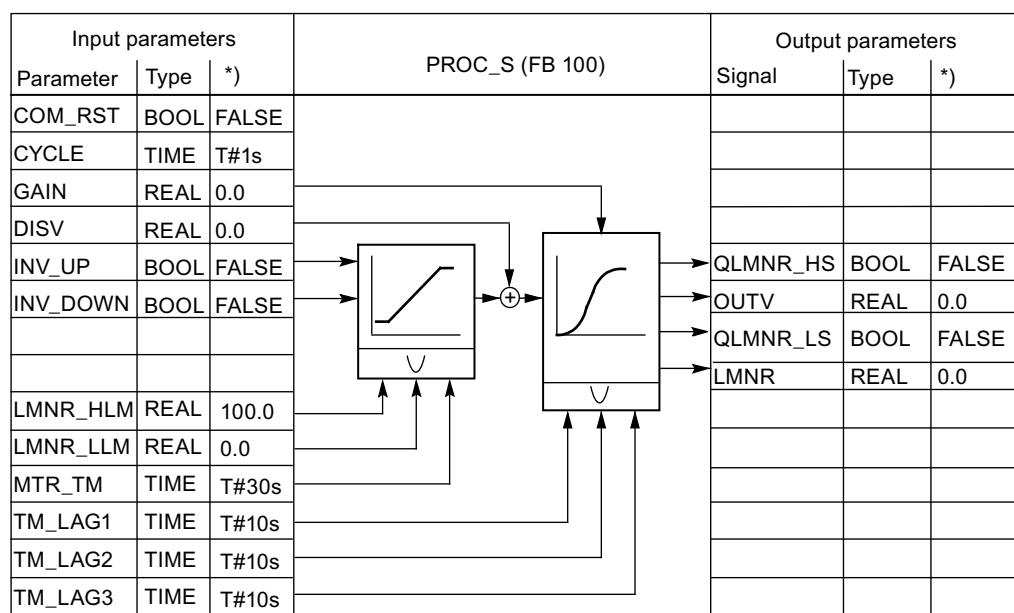 Input parameters PROC_S (FB 100) Output parameters
Parameter Type *) Signal Type *)
COM_RST BOOL FALSE
CYCLE TIME T#1s
GAIN REAL 0.0
DISV REAL 0.0
INV_UP BOOL FALSE QLMNR_HS BOOL FALSE
INV_DOWN BOOL FALSE + OUTV REAL 0.0
QLMNR_LS BOOL FALSE
LMNR REAL 0.0
LMNR_HLM REAL 100.0
LMNR_LLM REAL 0.0
MTR_TM TIME T#30s
TM_LAG1 TIME T#10s
TM_LAG2 TIME T#10s
TM_LAG3 TIME T#10s